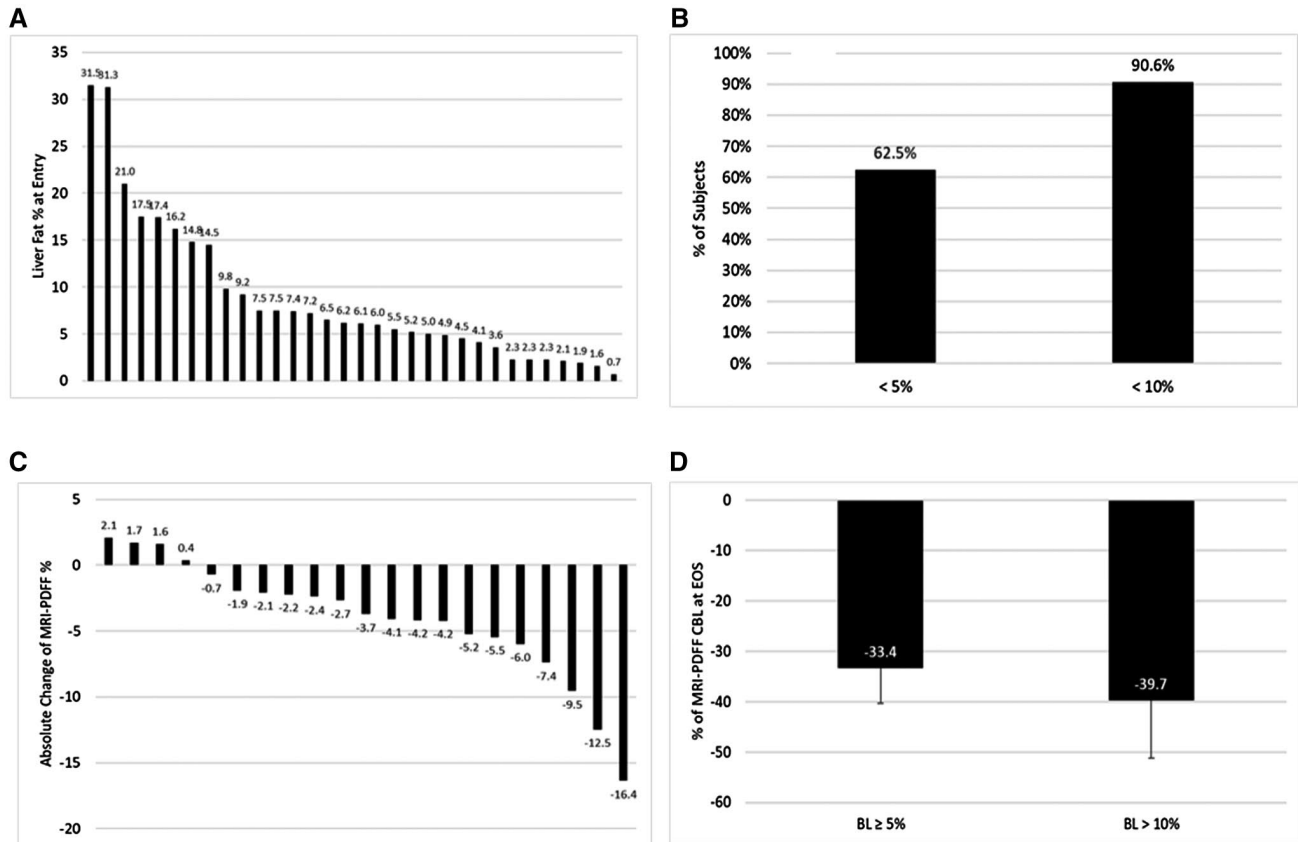 A
Liver Fat % at Entry
35
30
25
20
15
10
5
0
31.5 31.3 21.0 17.5 17.4 16.2 14.8 14.5 9.8 9.2 7.5 7.5 7.4 7.2 6.5 6.2 6.1 6.0 5.5 5.2 5.0 4.9 4.5 4.1 3.6 2.3 2.3 2.3 2.1 1.9 1.6 0.7
B
% of Subjects
100%
90%
80%
70%
60%
50%
40%
30%
20%
10%
0%
62.5% 90.6%
< 5% < 10%
C
Absolute Change of MRI-PDFF %
5
0
-5
-10
-15
-20
2.1 1.7 1.6 0.4 -0.7 -1.9 -2.1 -2.2 -2.4 -2.7 -3.7 -4.1 -4.2 -4.2 -5.2 -5.5 -6.0 -7.4 -9.5 -12.5 -16.4
D
% of MRI-PDFF CBL at EOS
0
-10
-20
-30
-40
-50
-60
-33.4 -39.7
BL ≥ 5% BL > 10%